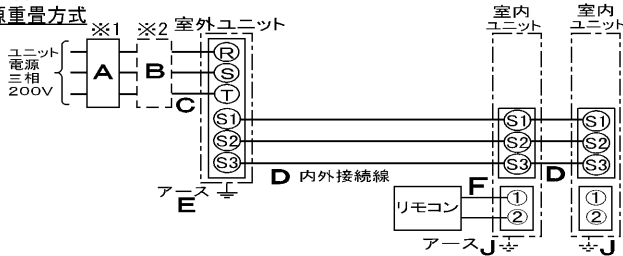 原重畳方式
※1
※2
室外ユニット
室内
ユニット
室内
ユニット
ユニット
電源
三相
200V
A
B
C
R
S
T
S1
S2
S3
S1
S2
S3
S1
S2
S3
D 内外接続線
D
アース
E
F
リモコン
1
2
1
2
アース
J
J